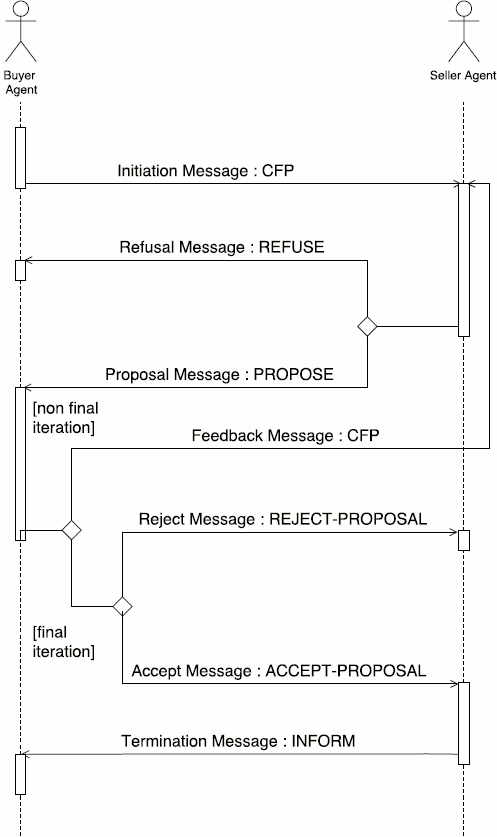 Buyer
Agent
Seller Agent
Initiation Message : CFP
Refusal Message : REFUSE
Proposal Message : PROPOSE
[non final
iteration]
Feedback Message : CFP
Reject Message : REJECT-PROPOSAL
[final
iteration]
Accept Message : ACCEPT-PROPOSAL
Termination Message : INFORM